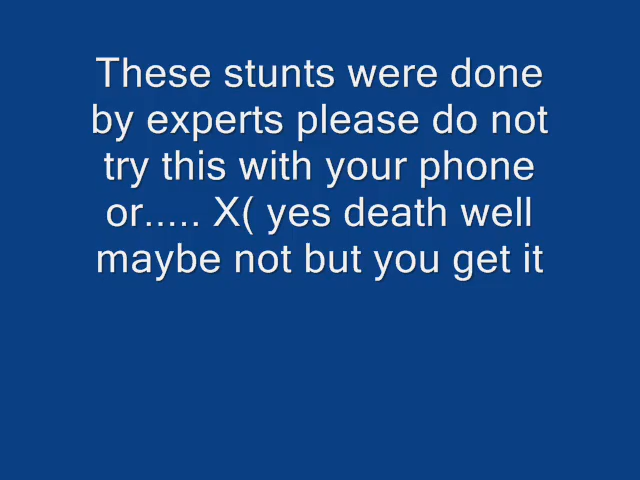 These stunts were done
by experts please do not
try this with your phone
or..... X( yes death well
maybe not but you get it